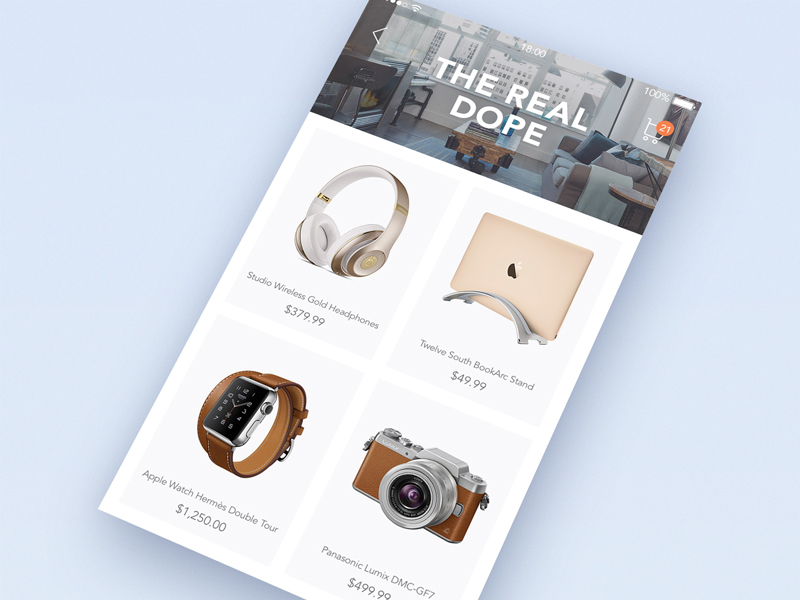 18:00
100%
THE REAL
DOPE
21
Studio Wireless Gold Headphones
$379.99
Twelve South BookArc Stand
$49.99
Apple Watch Hermès Double Tour
$1,250.00
Panasonic Lumix DMC-GF7
$499.99